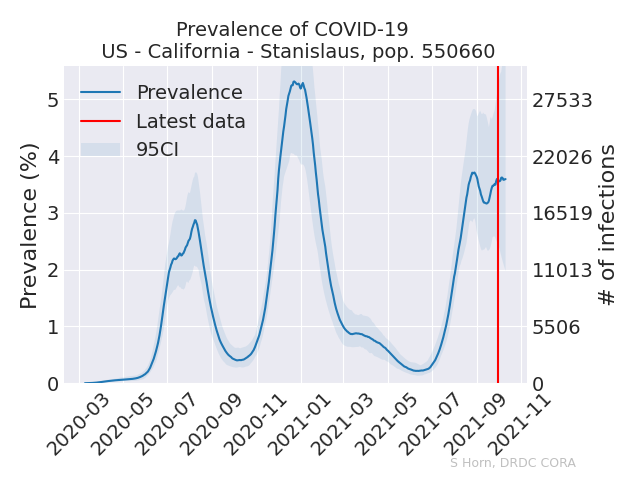 Prevalence of COVID-19
US - California - Stanislaus, pop. 550660
Prevalence
Latest data
95CI
Prevalence (%)
5
4
3
2
1
0
27533
22026
16519
11013
5506
0
# of infections
2020-03
2020-05
2020-07
2020-09
2020-11
2021-01
2021-03
2021-05
2021-07
2021-09
2021-11
S Horn, DRDC CORA